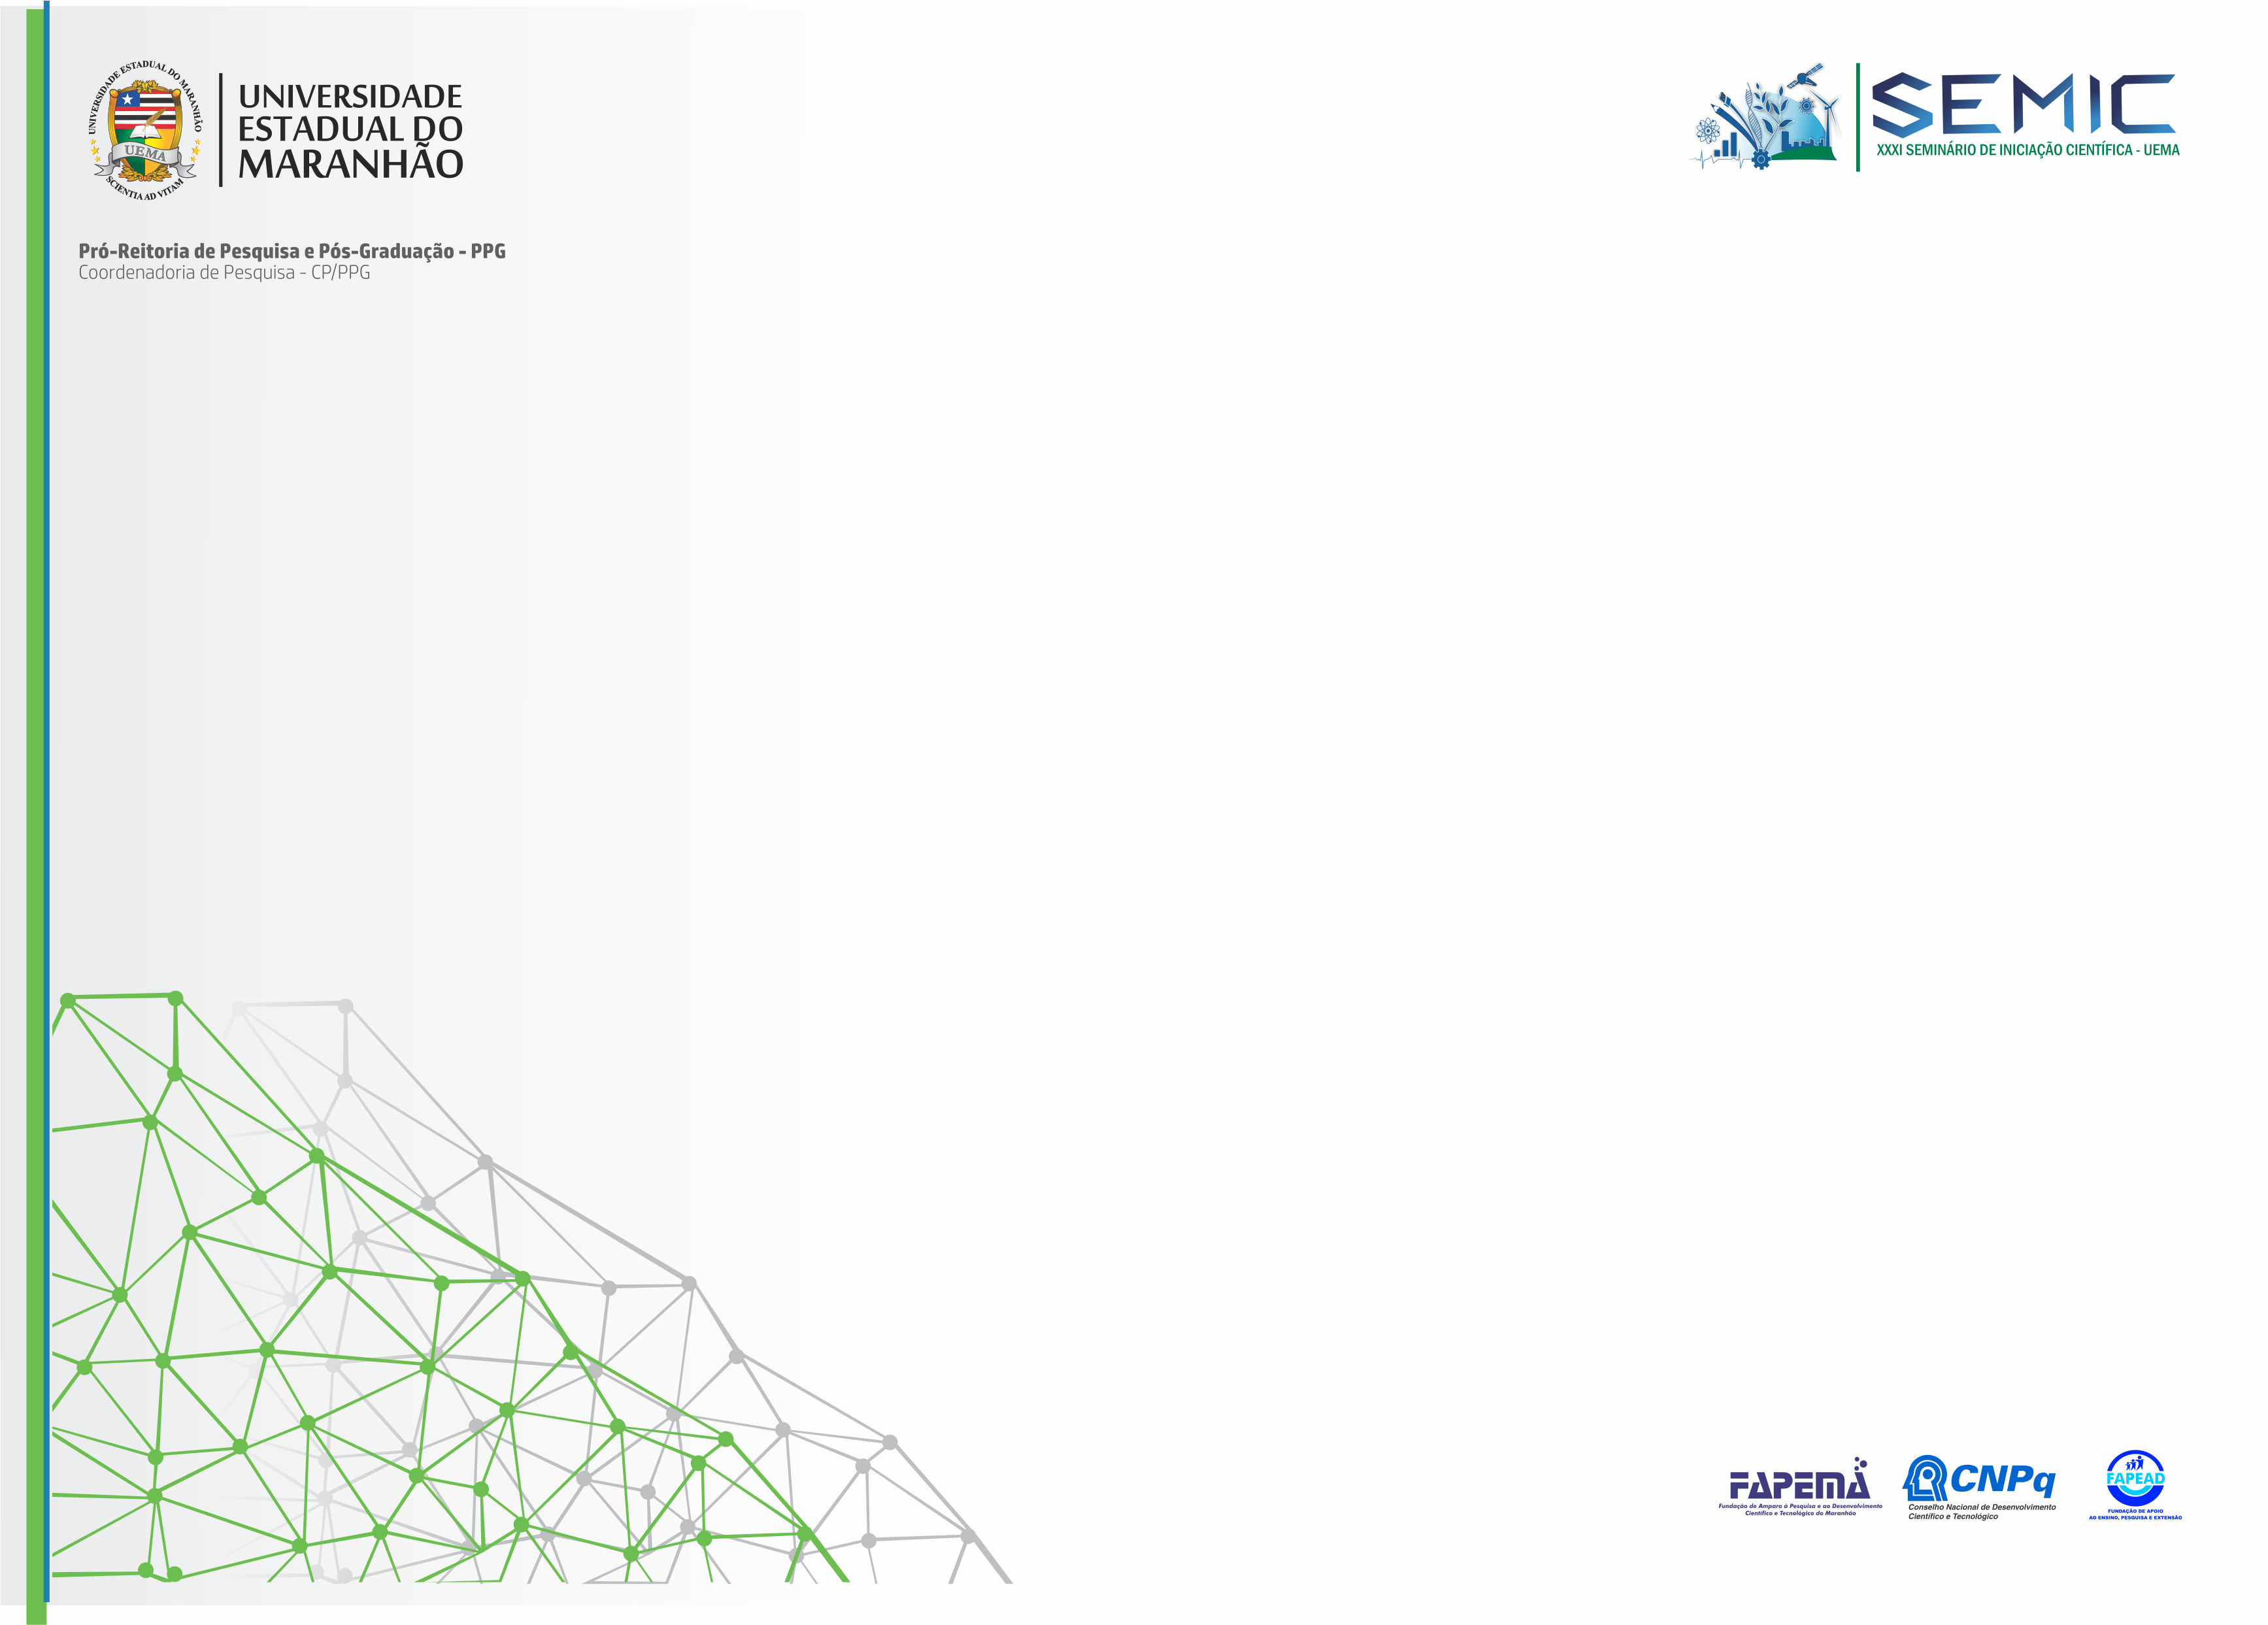 UNIVERSIDADE ESTADUAL DO MARANHÃO
UEMA
SCIENTIA AD VITAM
UNIVERSIDADE
ESTADUAL DO
MARANHÃO
SEMIC
XXXI SEMINÁRIO DE INICIAÇÃO CIENTÍFICA - UEMA
Pró-Reitoria de Pesquisa e Pós-Graduação - PPG
Coordenadoria de Pesquisa - CP/PPG
FAPEMA
Fundação de Amparo à Pesquisa e ao Desenvolvimento
Científico e Tecnológico do Maranhão
CNPq
Conselho Nacional de Desenvolvimento
Científico e Tecnológico
FAPEAD
FUNDAÇÃO DE APOIO
AO ENSINO, PESQUISA E EXTENSÃO